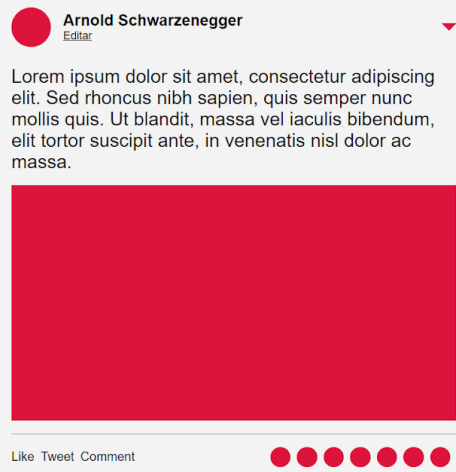 Arnold Schwarzenegger
Editar
Lorem ipsum dolor sit amet, consectetur adipiscing
elit. Sed rhoncus nibh sapien, quis semper nunc
mollis quis. Ut blandit, massa vel iaculis bibendum,
elit tortor suscipit ante, in venenatis nisl dolor ac
massa.
Like Tweet Comment